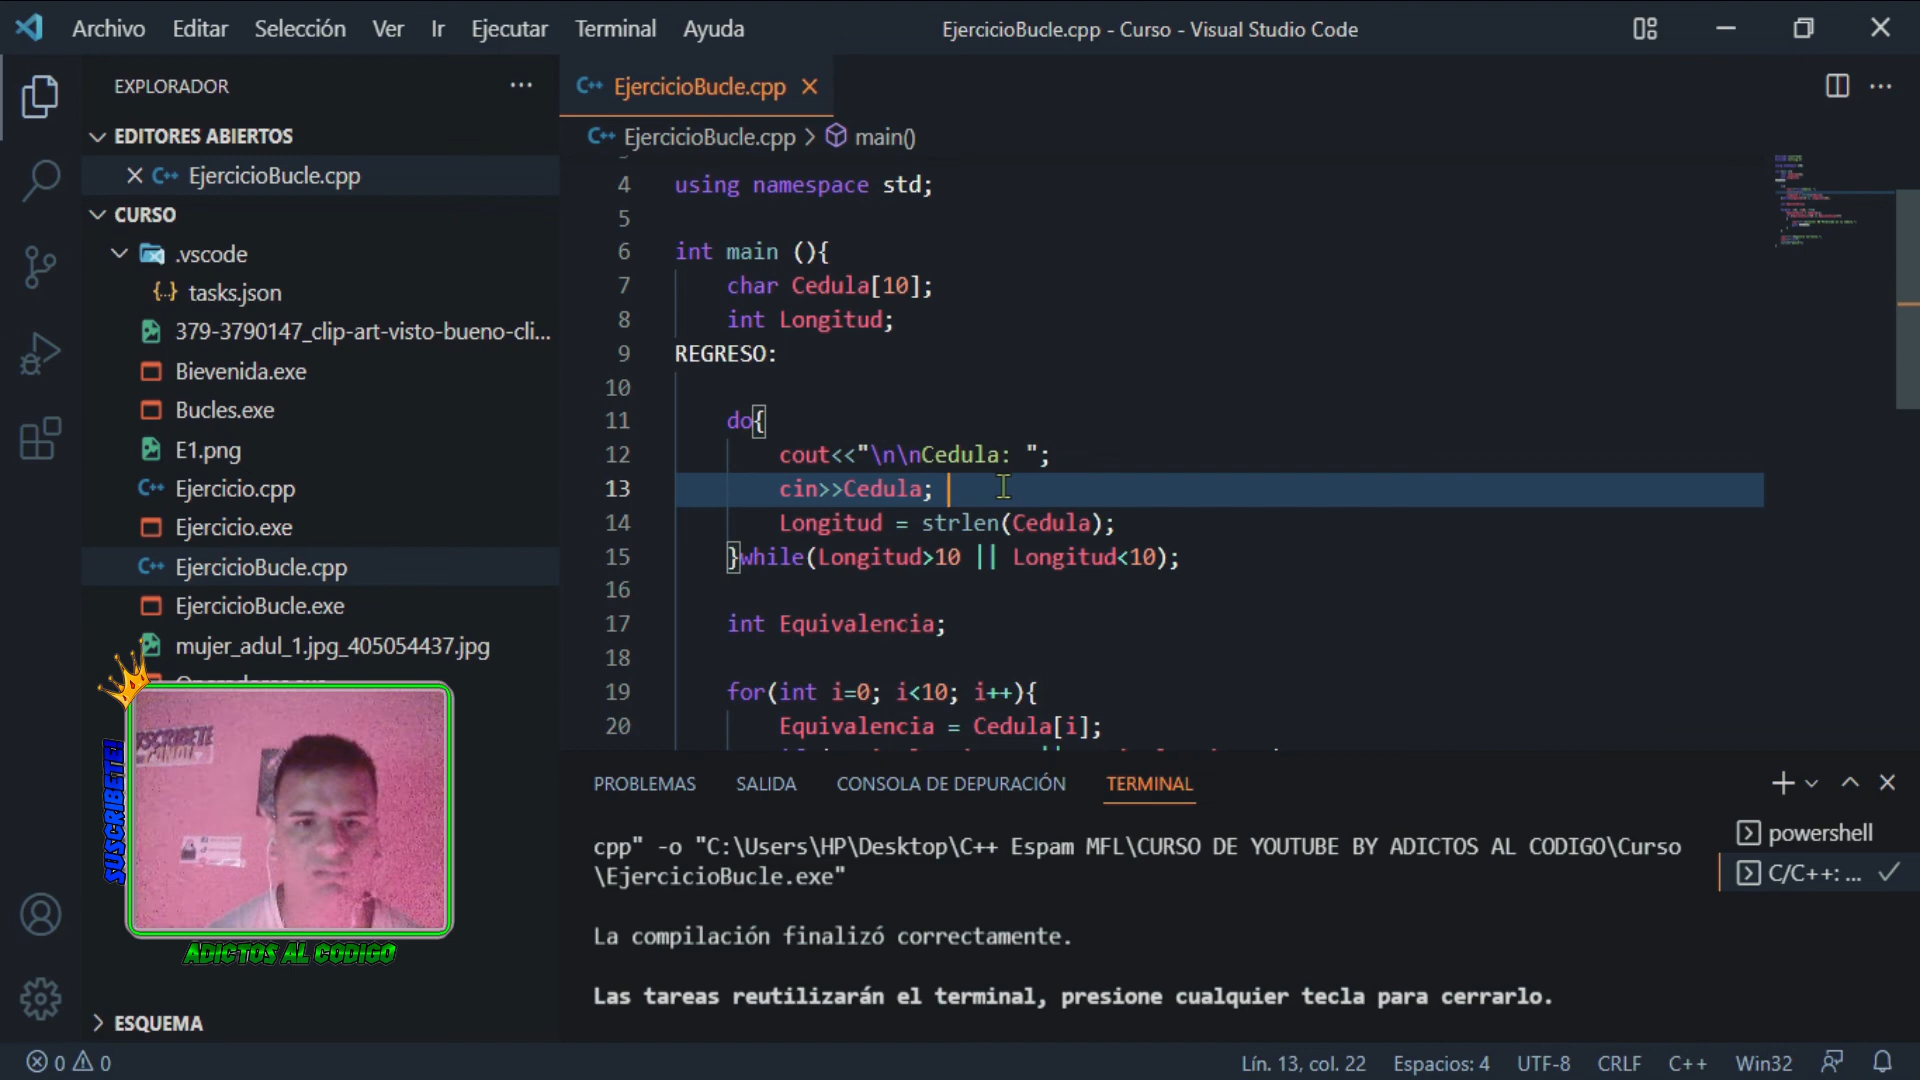 Archivo Editar Selección Ver Ir Ejecutar Terminal Ayuda
EjercicioBucle.cpp - Curso - Visual Studio Code
EXPLORADOR
EDITORES ABIERTOS
EjercicioBucle.cpp
CURSO
.vscode
tasks.json
379-3790147_clip-art-visto-bueno-cli...
Bievenida.exe
Bucles.exe
E1.png
Ejercicio.cpp
Ejercicio.exe
EjercicioBucle.cpp
EjercicioBucle.exe
mujer_adul_1.jpg_405054437.jpg
SUSCRIBETE!
ADICTOS AL CODIGO
ESQUEMA
EjercicioBucle.cpp
EjercicioBucle.cpp > main()
4 using namespace std;
5
6 int main (){
7 char Cedula[10];
8 int Longitud;
9 REGRESO:
10
11 do{
12 cout<<"\n\nCedula: ";
13 cin>>Cedula;
14 Longitud = strlen(Cedula);
15 }while(Longitud>10 || Longitud<10);
16
17 int Equivalencia;
18
19 for(int i=0; i<10; i++){
20 Equivalencia = Cedula[i];
PROBLEMAS SALIDA CONSOLA DE DEPURACIÓN TERMINAL
cpp" -o "C:\Users\HP\Desktop\C++ Espam MFL\CURSO DE YOUTUBE BY ADICTOS AL CODIGO\Curso
\EjercicioBucle.exe"
La compilación finalizó correctamente.
Las tareas reutilizarán el terminal, presione cualquier tecla para cerrarlo.
powershell
C/C++: ...
0 0
Lín. 13, col. 22 Espacios: 4 UTF-8 CRLF C++ Win32